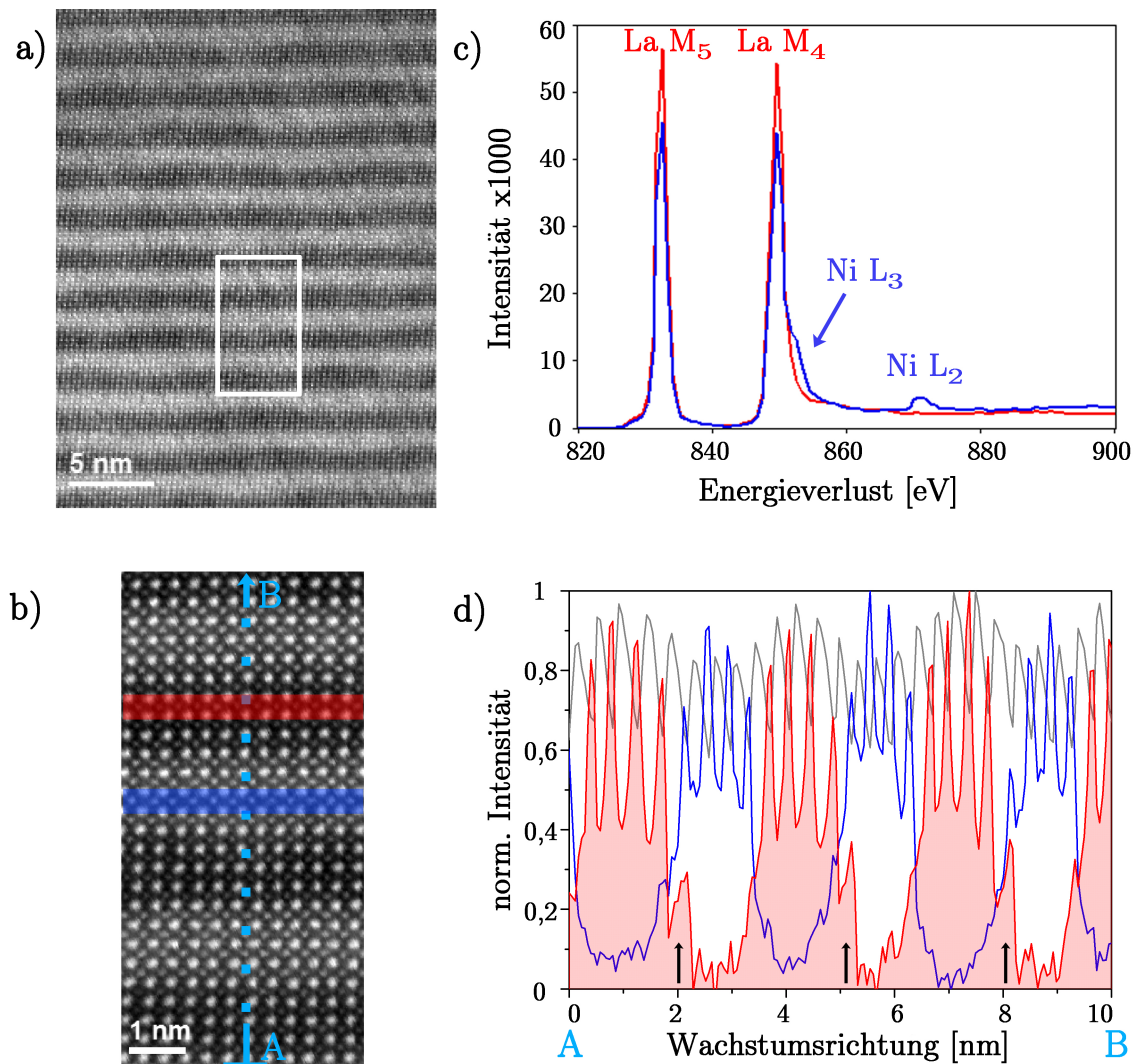 a)
5 nm
b)
B
A
1 nm
c)
La M₅
La M₄
Ni L₃
Ni L₂
Intensität x1000
60
50
40
30
20
10
0
820 840 860 880 900
Energieverlust [eV]
d)
norm. Intensität
1
0,8
0,6
0,4
0,2
0
0 2 4 6 8 10
A Wachstumsrichtung [nm] B